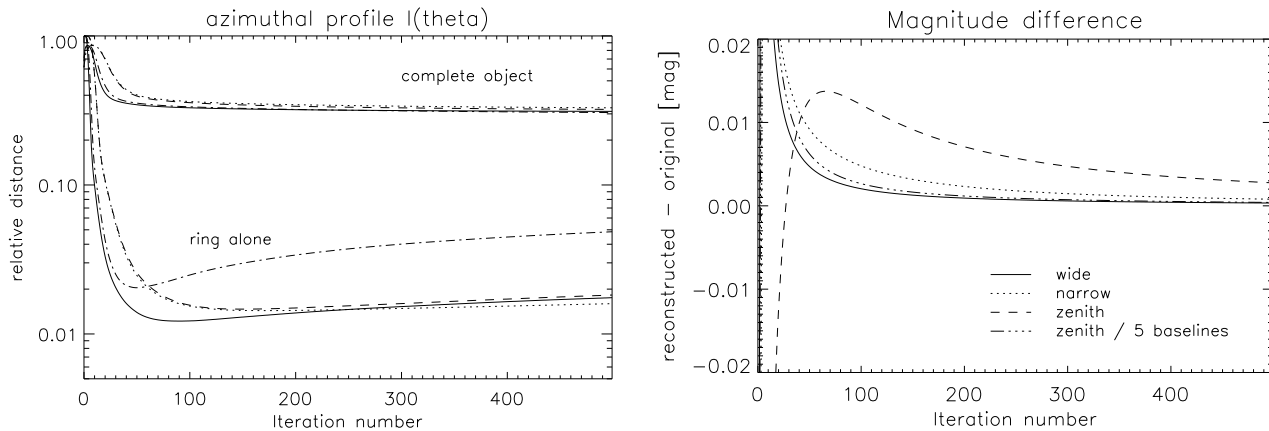 azimuthal profile I(theta)
1.00
0.10
0.01
relative distance
complete object
ring alone
0
100
200
300
400
Iteration number
Magnitude difference
0.02
0.01
0.00
−0.01
−0.02
reconstructed − original [mag]
wide
narrow
zenith
zenith / 5 baselines
0
100
200
300
400
Iteration number